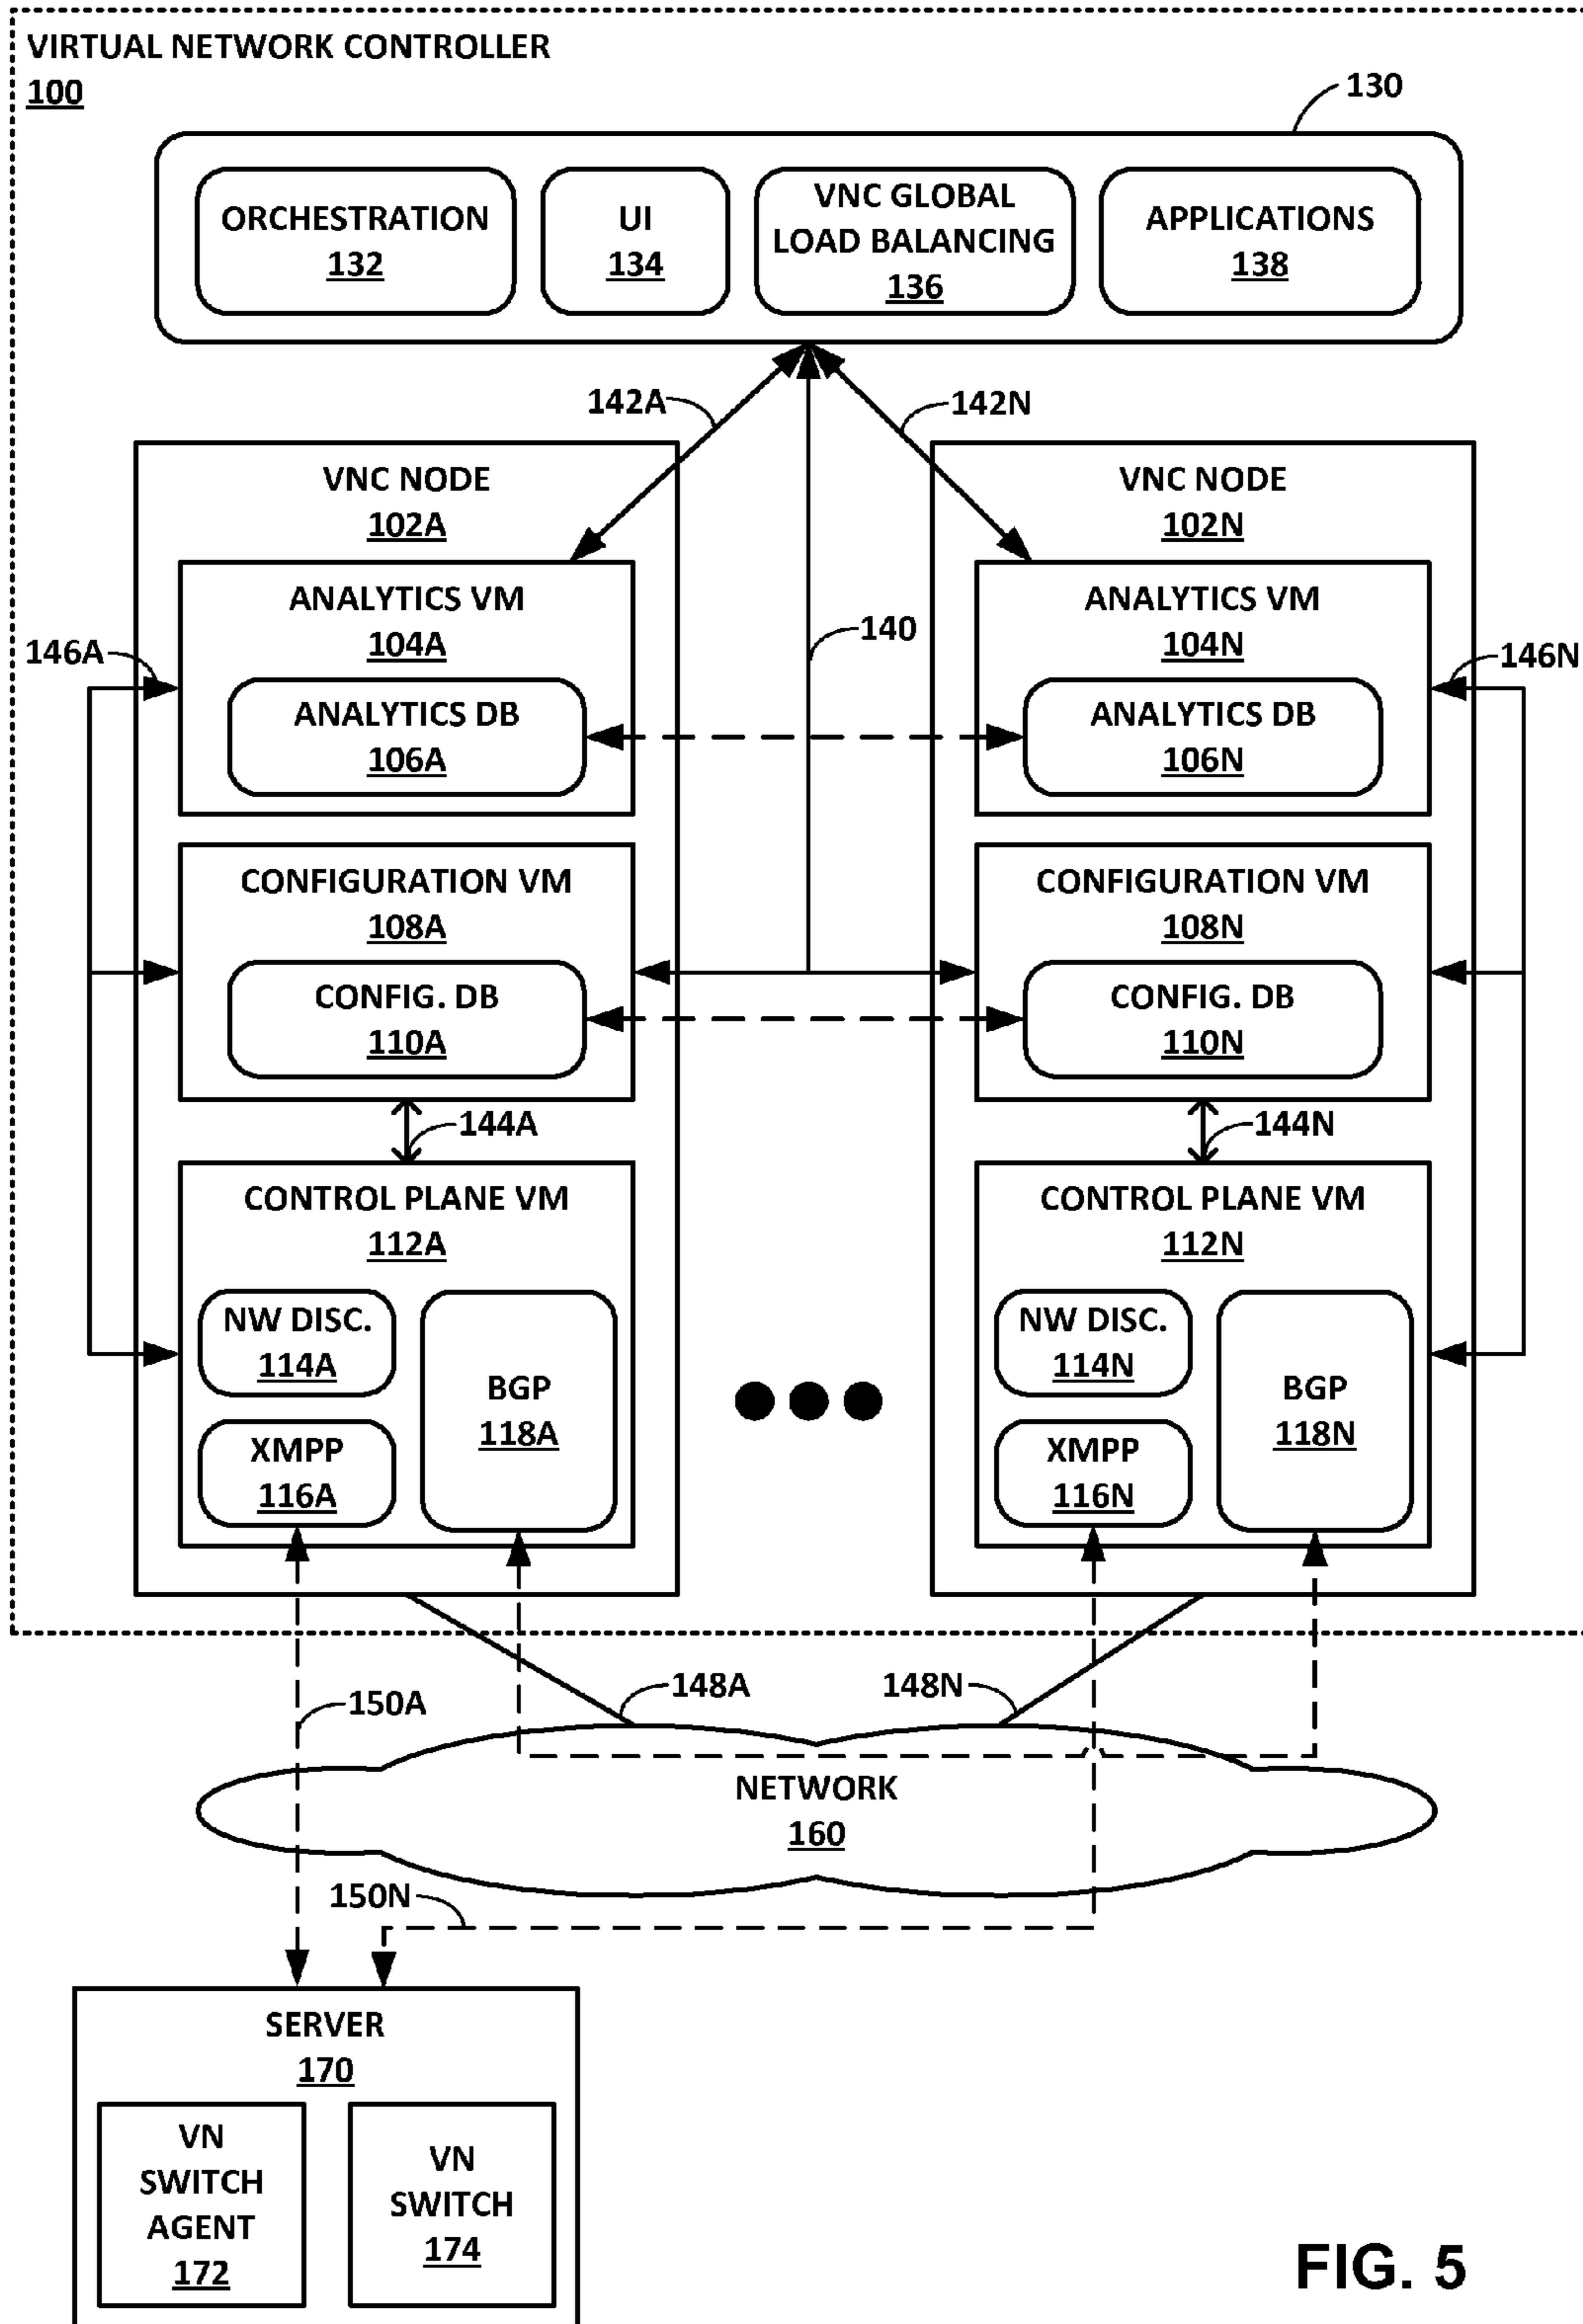 VIRTUAL NETWORK CONTROLLER
100
130
ORCHESTRATION
132
UI
134
VNC GLOBAL
LOAD BALANCING
136
APPLICATIONS
138
142A
142N
VNC NODE
102A
VNC NODE
102N
ANALYTICS VM
104A
ANALYTICS VM
104N
140
146A
146N
ANALYTICS DB
106A
ANALYTICS DB
106N
CONFIGURATION VM
108A
CONFIGURATION VM
108N
CONFIG. DB
110A
CONFIG. DB
110N
144A
144N
CONTROL PLANE VM
112A
CONTROL PLANE VM
112N
NW DISC.
114A
BGP
118A
XMPP
116A
NW DISC.
114N
BGP
118N
XMPP
116N
148A
148N
150A
NETWORK
160
150N
SERVER
170
VN
SWITCH
AGENT
172
VN
SWITCH
174
FIG. 5